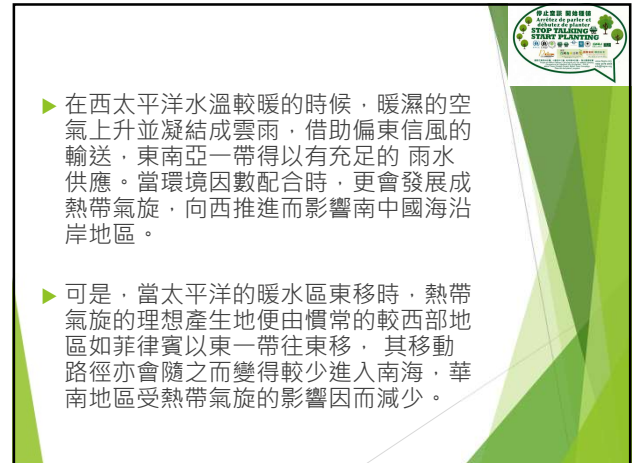 停止空談 開始種植
Arrêtez de parler et
débutez de planter
STOP TALKING
START PLANTING
在西太平洋水溫較暖的時候，暖濕的空
氣上升並凝結成雲雨，借助偏東信風的
輸送，東南亞一帶得以有充足的 雨水
供應。當環境因數配合時，更會發展成
熱帶氣旋，向西推進而影響南中國海沿
岸地區。
可是，當太平洋的暖水區東移時，熱帶
氣旋的理想產生地便由慣常的較西部地
區如菲律賓以東一帶往東移， 其移動
路徑亦會隨之而變得較少進入南海，華
南地區受熱帶氣旋的影響因而減少。